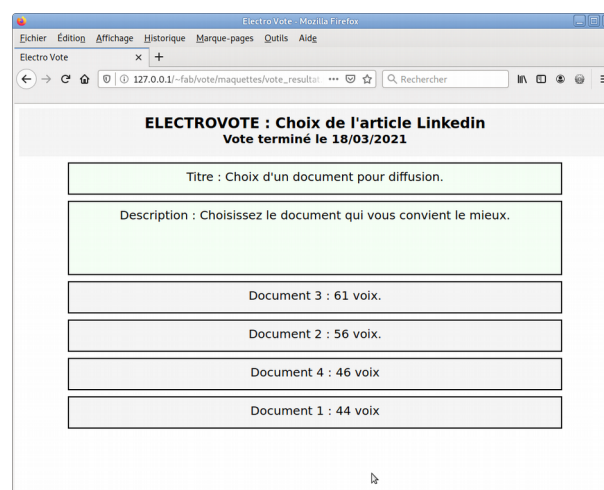 Electro Vote - Mozilla Firefox
Fichier Édition Affichage Historique Marque-pages Outils Aide
Electro Vote
127.0.0.1/~fab/vote/maquettes/vote_resultat ··· Rechercher
ELECTROVOTE : Choix de l'article Linkedin
Vote terminé le 18/03/2021
Titre : Choix d'un document pour diffusion.
Description : Choisissez le document qui vous convient le mieux.
Document 3 : 61 voix.
Document 2 : 56 voix.
Document 4 : 46 voix
Document 1 : 44 voix